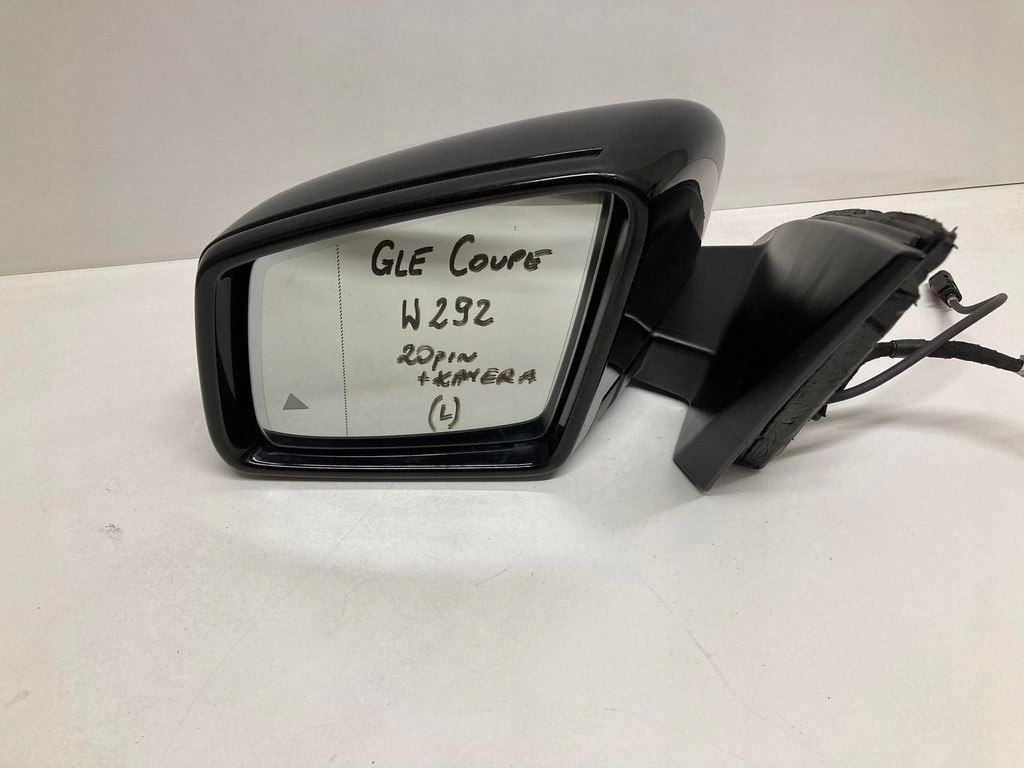 GLE COUPE
W292
20pin
+KAMERA
(L)